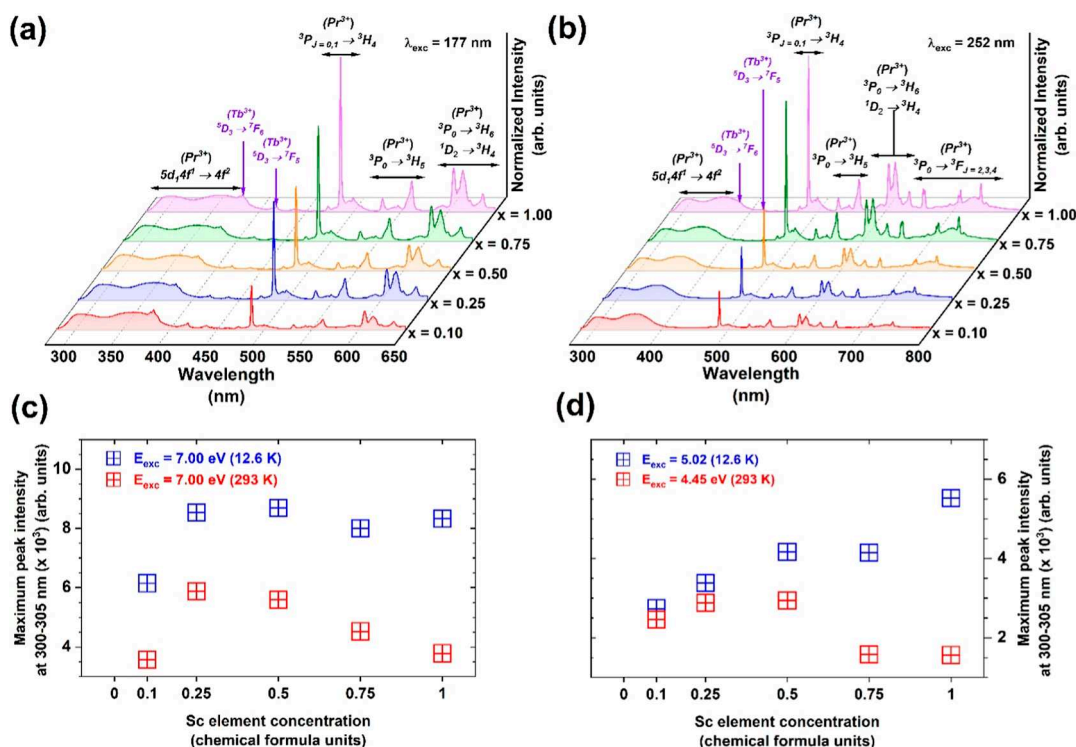 (a)
(Pr³⁺)
³P J = 0,1 → ³H₄
λexc = 177 nm
(Tb³⁺)
⁵D₃ → ⁷F₆
(Tb³⁺)
⁵D₃ → ⁷F₅
(Pr³⁺)
5d₁4f¹ → 4f²
(Pr³⁺)
³P₀ → ³H₅
(Pr³⁺)
³P₀ → ³H₆
¹D₂ → ³H₄
Normalized Intensity
(arb. units)
x = 1.00
x = 0.75
x = 0.50
x = 0.25
x = 0.10
300 350 400 450 500 550 600 650
Wavelength
(nm)
(b)
(Pr³⁺)
³P J = 0,1 → ³H₄
λexc = 252 nm
(Tb³⁺)
⁵D₃ → ⁷F₅
(Tb³⁺)
⁵D₃ → ⁷F₆
(Pr³⁺)
5d₁4f¹ → 4f²
(Pr³⁺)
³P₀ → ³H₅
(Pr³⁺)
³P₀ → ³H₆
¹D₂ → ³H₄
(Pr³⁺)
³P₀ → ³F J = 2,3,4
Normalized Intensity
(arb. units)
x = 1.00
x = 0.75
x = 0.50
x = 0.25
x = 0.10
300 400 500 600 700 800
Wavelength
(nm)
(c)
Eexc = 7.00 eV (12.6 K)
Eexc = 7.00 eV (293 K)
Maximum peak intensity
at 300-305 nm (x 10³) (arb. units)
10
8
6
4
0 0.1 0.25 0.5 0.75 1
Sc element concentration
(chemical formula units)
(d)
Eexc = 5.02 (12.6 K)
Eexc = 4.45 eV (293 K)
6
4
2
Maximum peak intensity
at 300-305 nm (x 10³) (arb. units)
0 0.1 0.25 0.5 0.75 1
Sc element concentration
(chemical formula units)